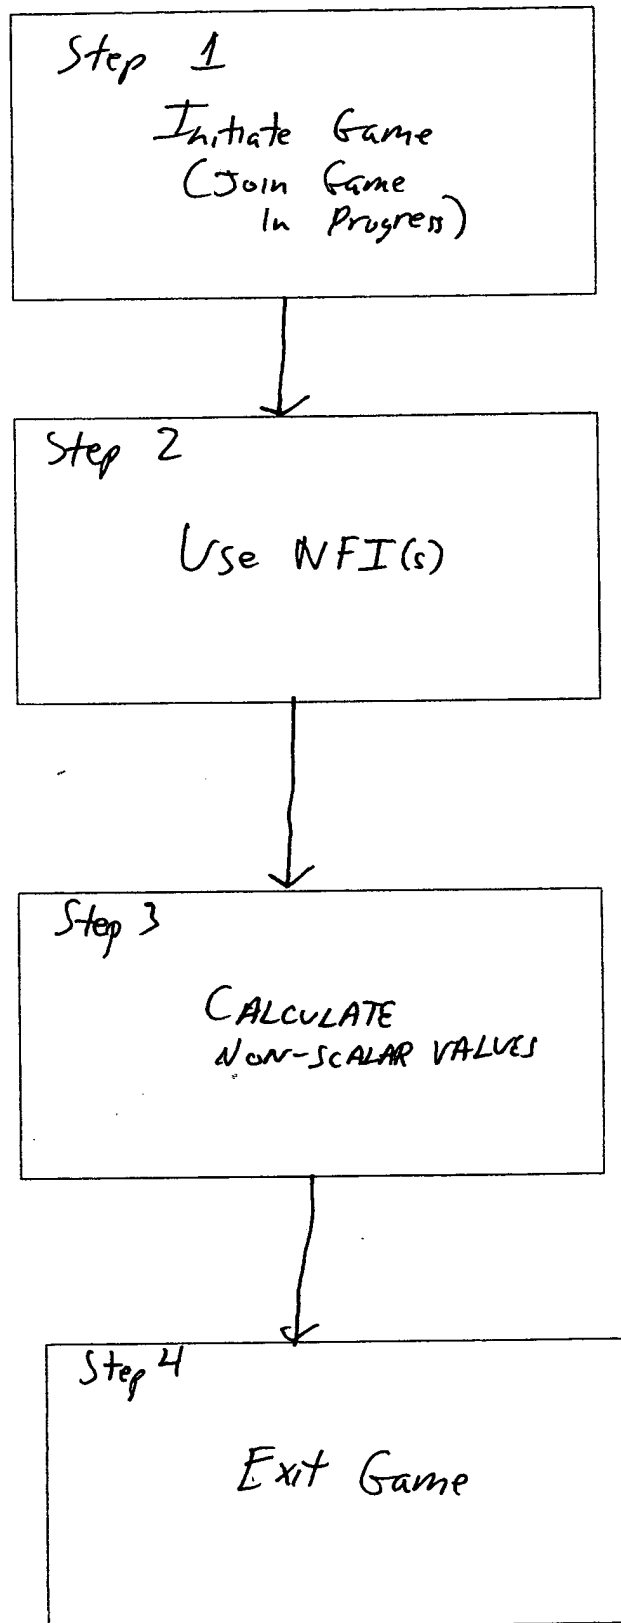 Step 1
Initiate Game
(Join Game
In Progress)
Step 2
Use NFI(s)
Step 3
CALCULATE
NON-SCALAR VALUES
Step 4
Exit Game